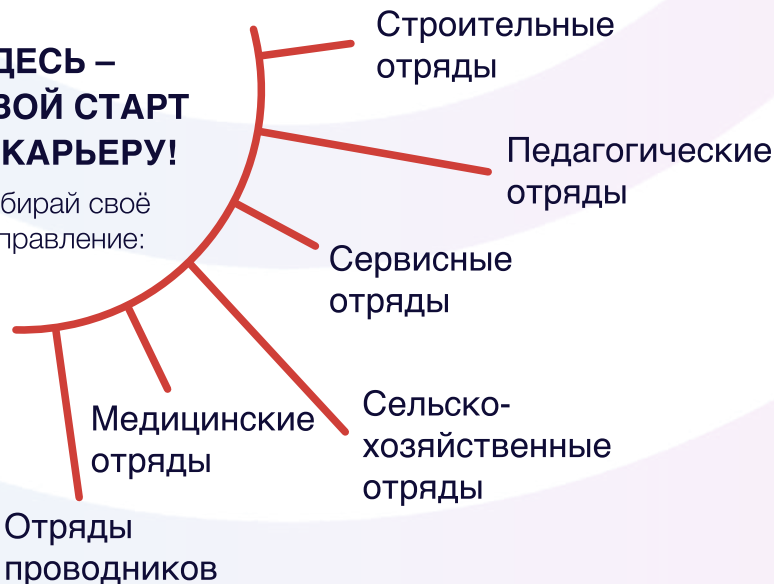 ДЕСЬ –
ВОЙ СТАРТ
КАРЬЕРУ!
бирай своё
правление:
Строительные
отряды
Педагогические
отряды
Сервисные
отряды
Сельско-
хозяйственные
отряды
Медицинские
отряды
Отряды
проводников